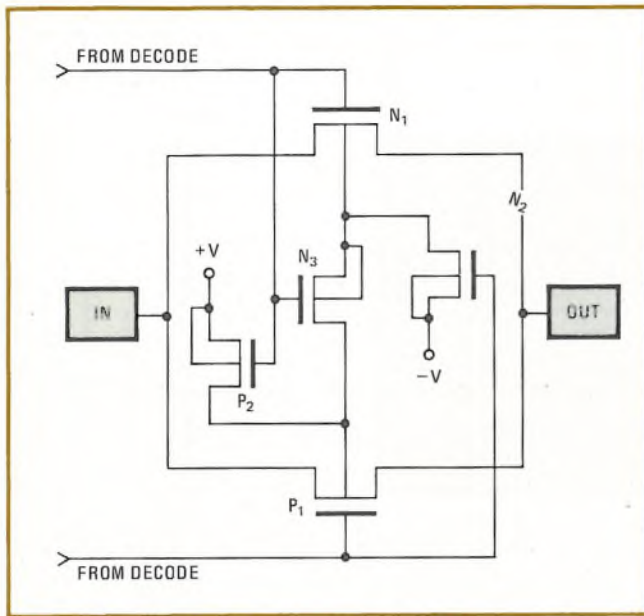 FROM DECODE
N₁
N₂
+V
N₃
IN
OUT
P₂
−V
P₁
FROM DECODE